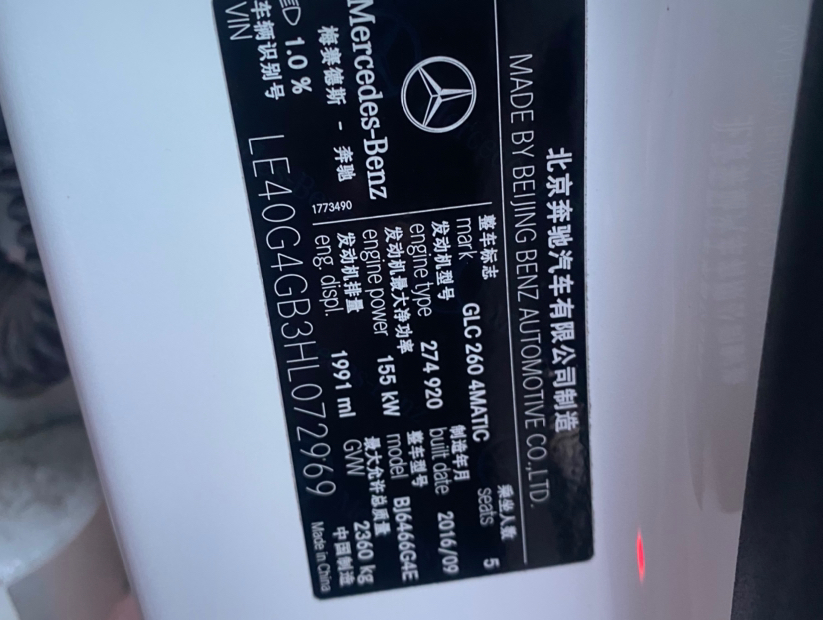 北京奔驰汽车有限公司制造
MADE BY BEIJING BENZ AUTOMOTIVE CO.,LTD.
Mercedes-Benz
梅赛德斯 - 奔驰
1.0 %
1773490
整车标志 mark GLC 260 4MATIC
乘坐人数 seats 5
发动机型号 engine type 274 920
制造年月 built date 2016/09
发动机最大净功率 engine power 155 kW
整车型号 model BJ6466G4E
发动机排量 eng. displ. 1991 ml
最大允许总质量 GVW 2360 kg
车辆识别号 VIN LE40G4GB3HL072969
中国制造
Made in China